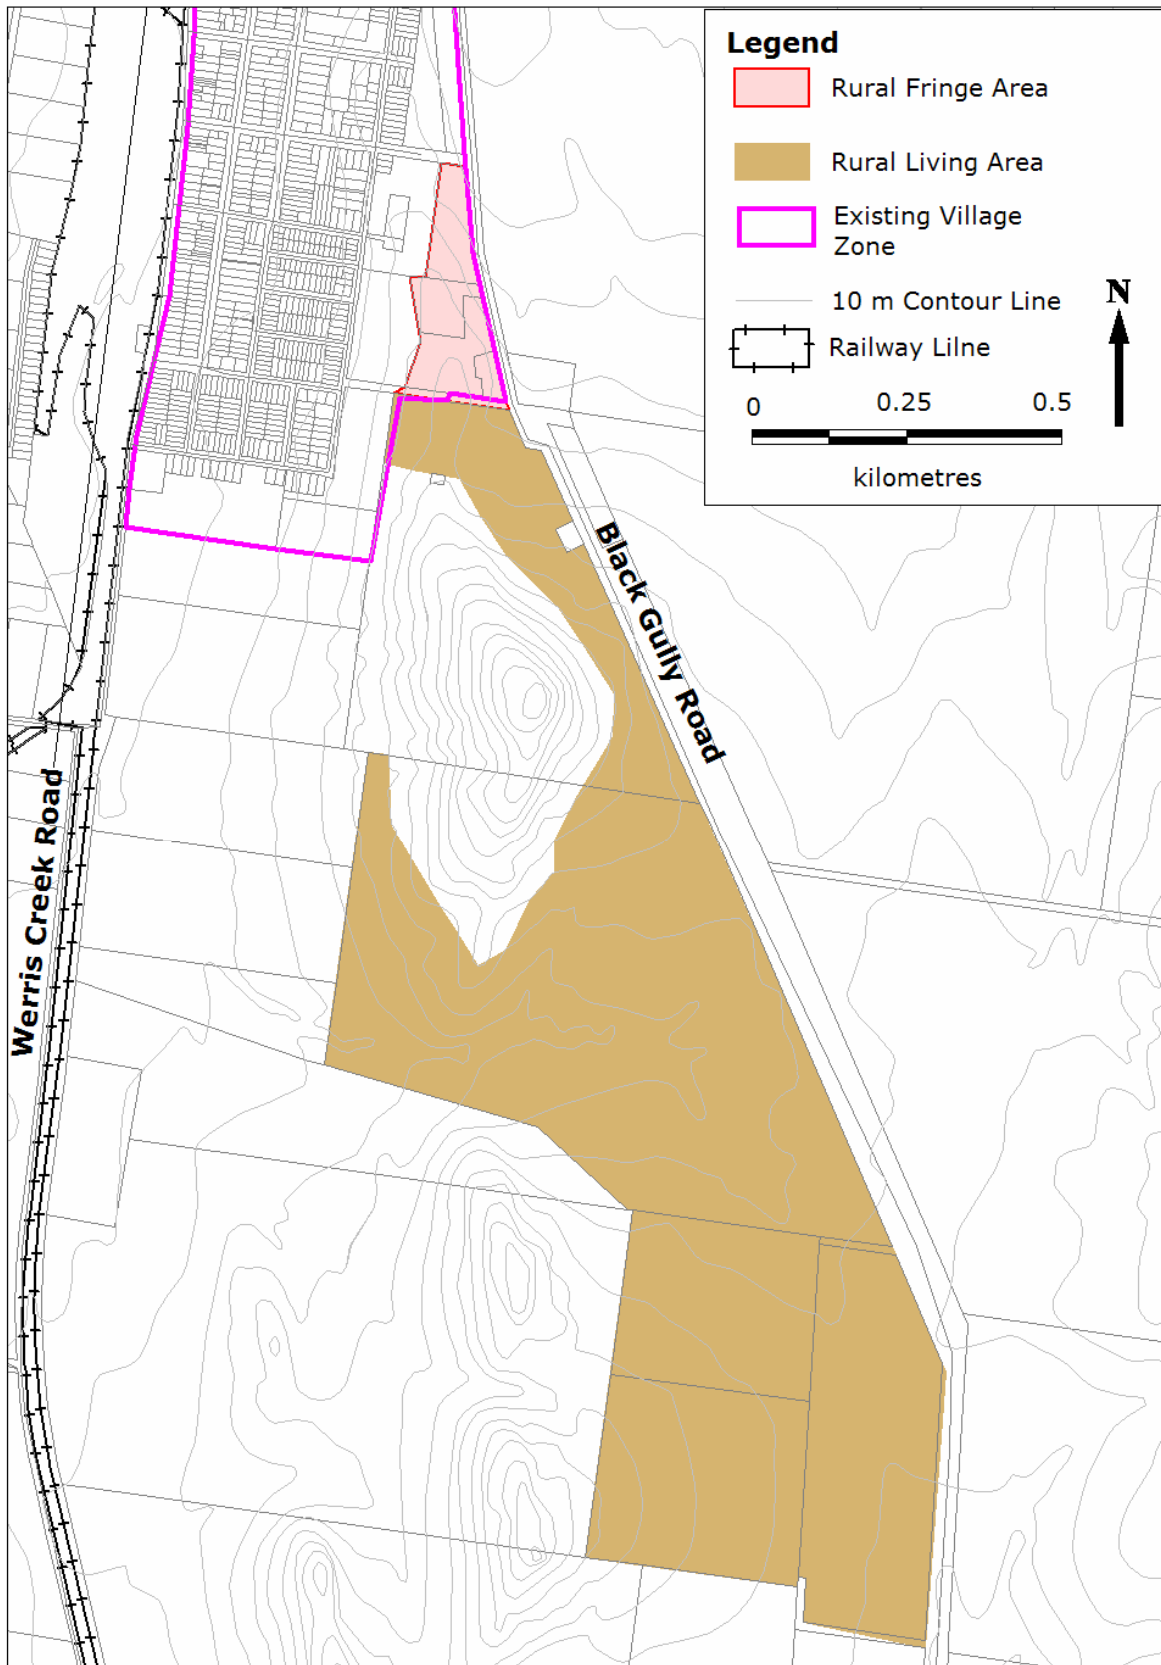 Legend
Rural Fringe Area
Rural Living Area
Existing Village
Zone
10 m Contour Line
N
Railway Lilne
0 0.25 0.5
kilometres
Black Gully Road
Werris Creek Road